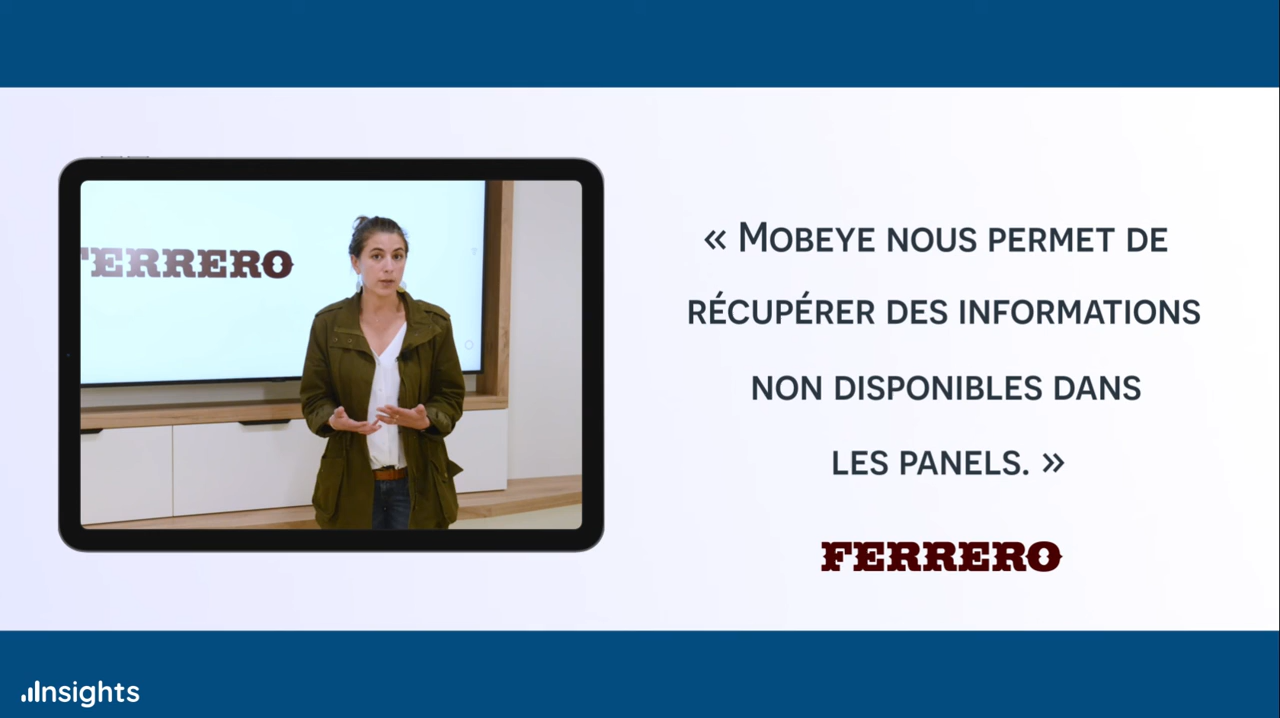 FERRERO
« MOBEYE NOUS PERMET DE
RÉCUPÉRER DES INFORMATIONS
NON DISPONIBLES DANS
LES PANELS. »
FERRERO
Insights